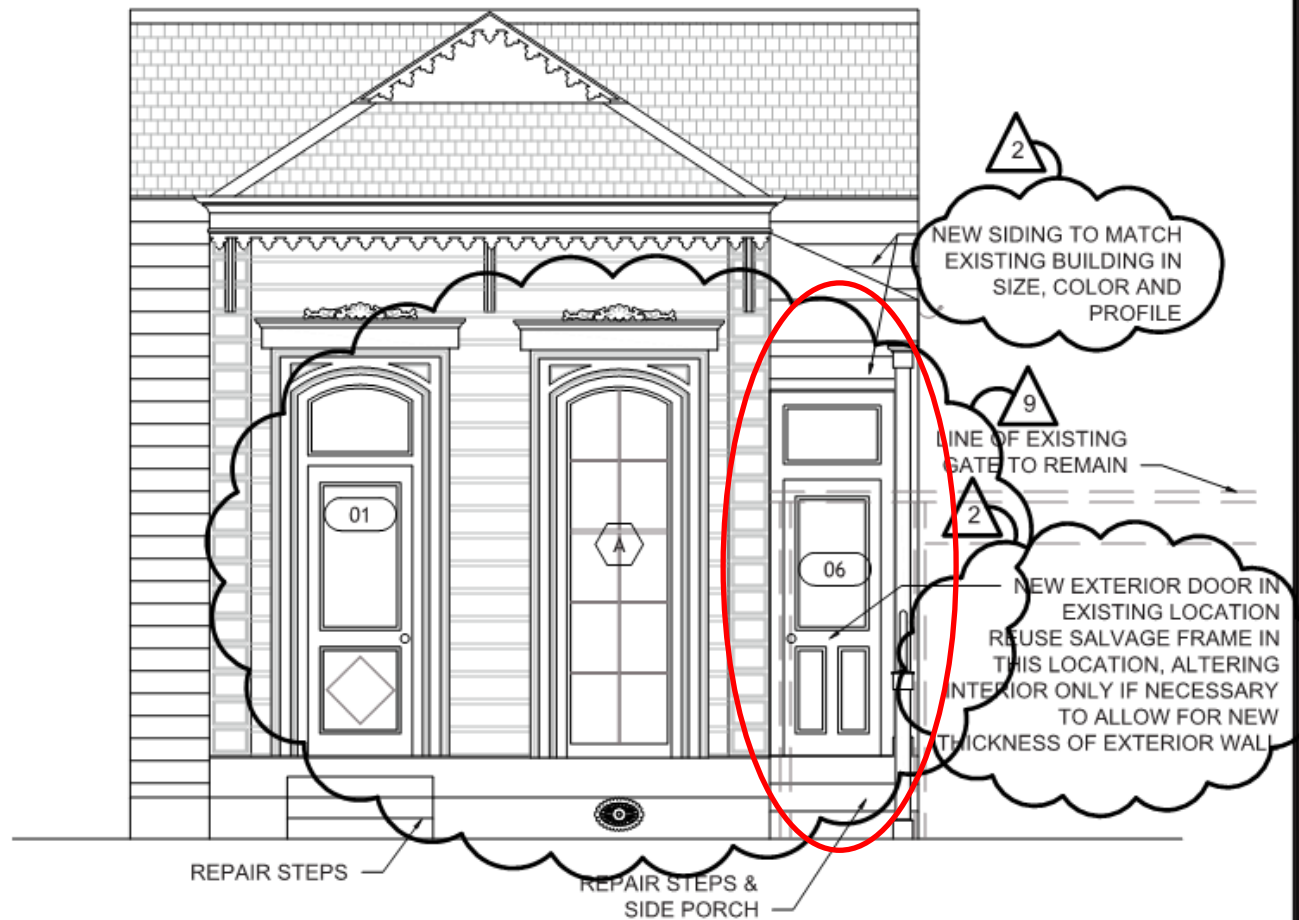 2
NEW SIDING TO MATCH
EXISTING BUILDING IN
SIZE, COLOR AND
PROFILE
9
LINE OF EXISTING
GATE TO REMAIN
01
A
06
2
NEW EXTERIOR DOOR IN
EXISTING LOCATION
REUSE SALVAGE FRAME IN
THIS LOCATION, ALTERING
INTERIOR ONLY IF NECESSARY
TO ALLOW FOR NEW
THICKNESS OF EXTERIOR WALL
REPAIR STEPS
REPAIR STEPS &
SIDE PORCH